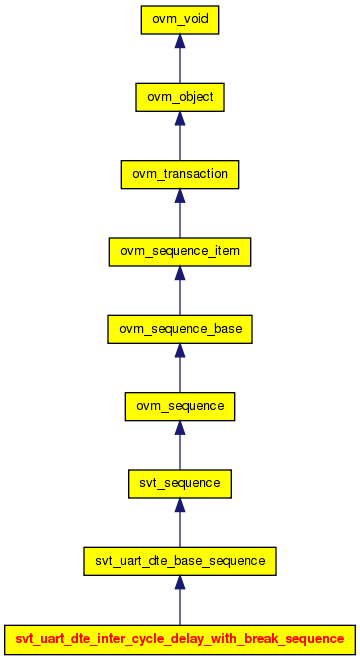 ovm_void
ovm_object
ovm_transaction
ovm_sequence_item
ovm_sequence_base
ovm_sequence
svt_sequence
svt_uart_dte_base_sequence
svt_uart_dte_inter_cycle_delay_with_break_sequence